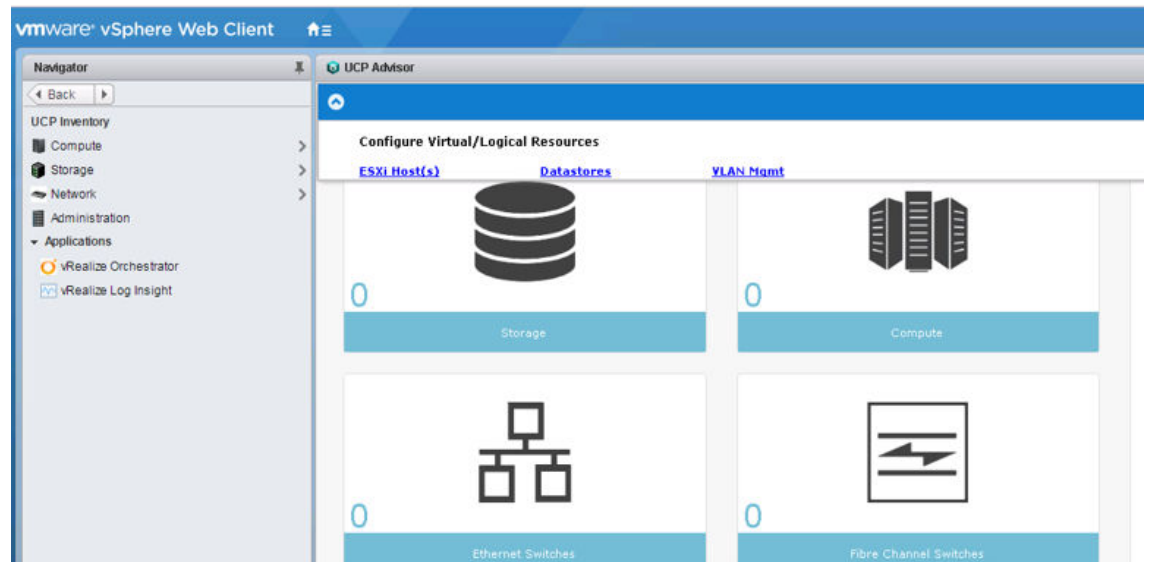 vmware® vSphere Web Client
Navigator
UCP Advisor
Back
UCP Inventory
Compute
Storage
Network
Administration
Applications
vRealize Orchestrator
vRealize Log Insight
Configure Virtual/Logical Resources
ESXi Host(s) Datastores VLAN Mgmt
0 0
Storage Compute
0 0
Ethernet Switches Fibre Channel Switches